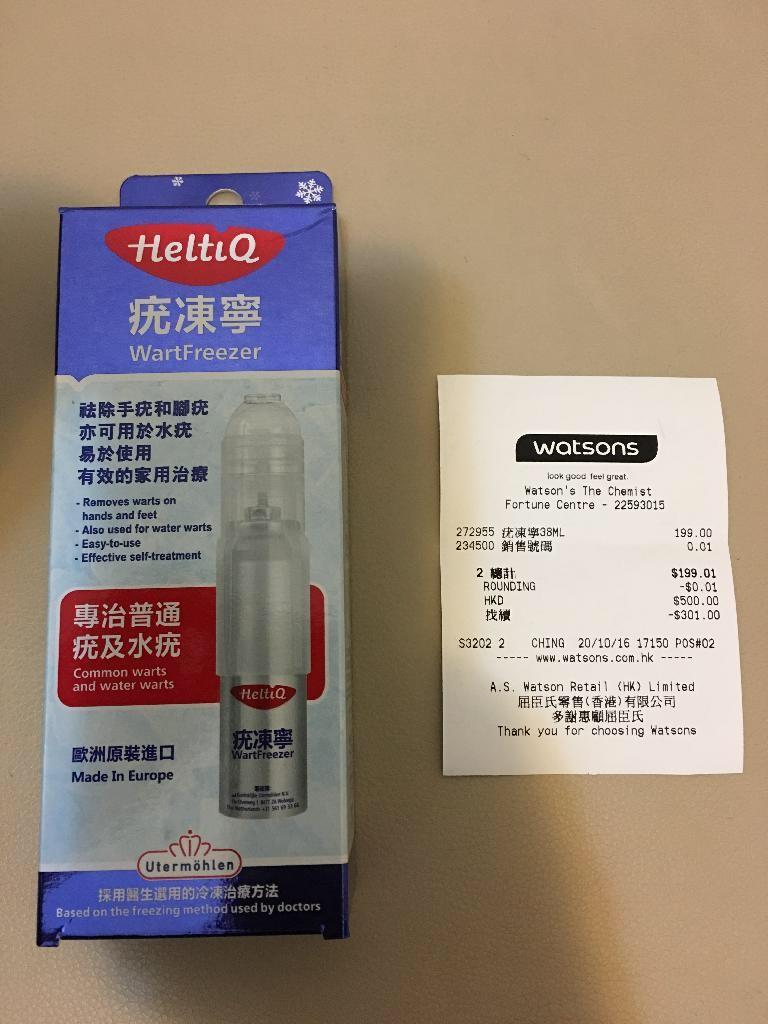 HeltiQ
疣凍寧
WartFreezer
祛除手疣和腳疣
亦可用於水疣
易於使用
有效的家用治療
- Removes warts on
hands and feet
- Also used for water warts
- Easy-to-use
- Effective self-treatment
專治普通
疣及水疣
Common warts
and water warts
歐洲原裝進口
Made In Europe
HeltiQ
疣凍寧
WartFreezer
Utermöhlen
採用醫生選用的冷凍治療方法
Based on the freezing method used by doctors
watsons
look good. feel great.
Watson's The Chemist
Fortune Centre - 22593015
272955 疣凍寧38ML 199.00
234500 銷售號碼 0.01
2 總計 $199.01
ROUNDING -$0.01
HKD $500.00
找續 -$301.00
S3202 2 CHING 20/10/16 17150 POS#02
----- www.watsons.com.hk -----
A.S. Watson Retail (HK) Limited
屈臣氏零售(香港)有限公司
多謝惠顧屈臣氏
Thank you for choosing Watsons